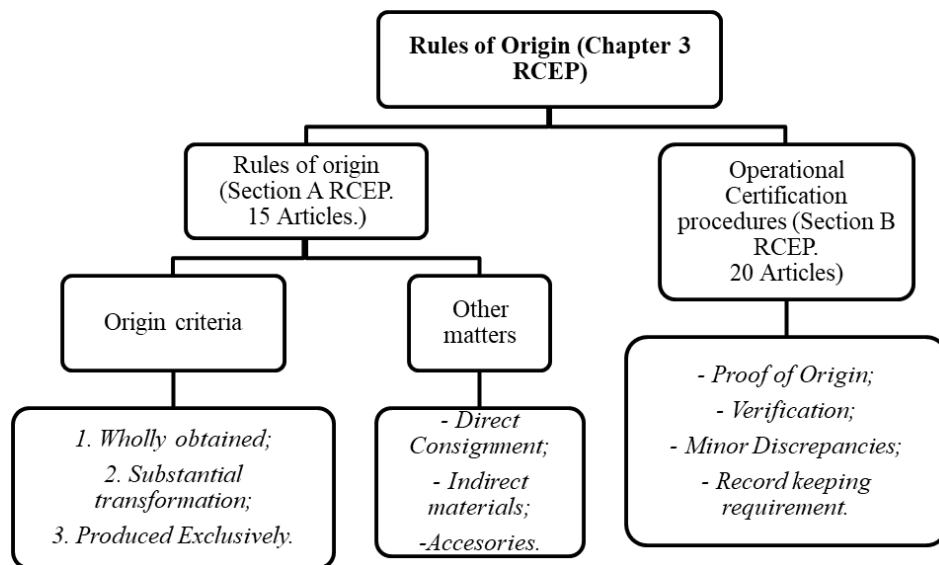 Rules of Origin (Chapter 3
RCEP)
Rules of origin
(Section A RCEP.
15 Articles.)
Operational
Certification
procedures (Section B
RCEP.
20 Articles)
Origin criteria
Other
matters
1. Wholly obtained;
2. Substantial
transformation;
3. Produced Exclusively.
- Direct
Consignment;
- Indirect
materials;
-Accesories.
- Proof of Origin;
- Verification;
- Minor Discrepancies;
- Record keeping
requirement.